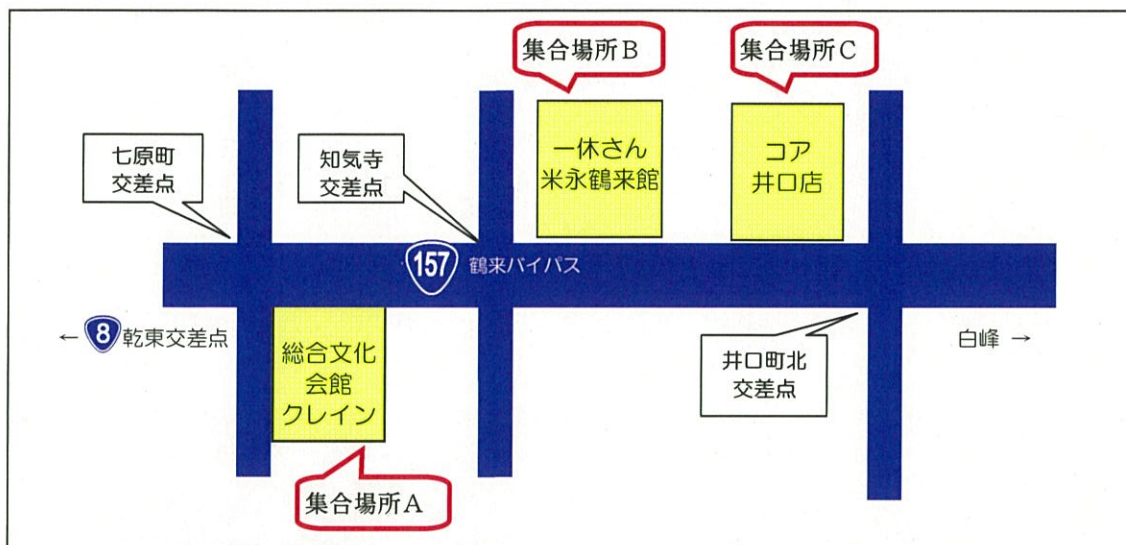 集合場所B
集合場所C
一休さん
米永鶴来館
コア
井口店
七原町
交差点
知気寺
交差点
157
鶴来バイパス
← 8 乾東交差点
白峰 →
総合文化
会館
クレイン
井口町北
交差点
集合場所A